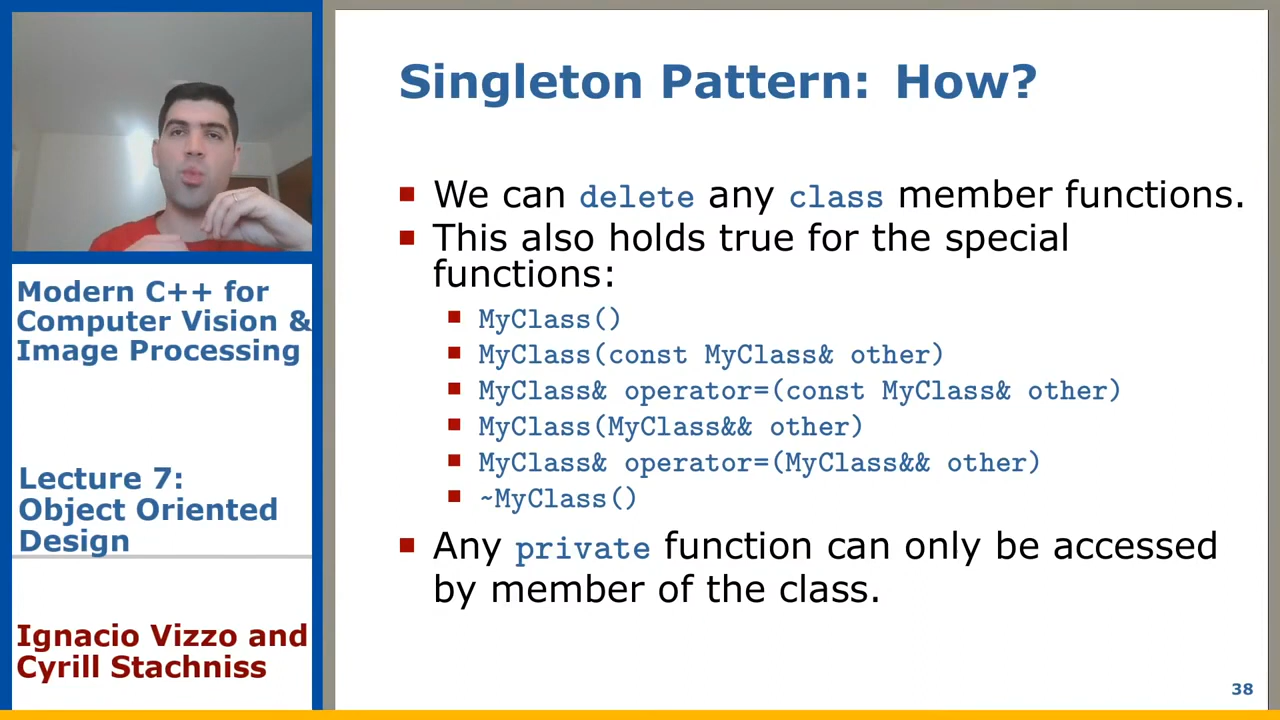 Singleton Pattern: How?
We can delete any class member functions.
This also holds true for the special
functions:
MyClass()
MyClass(const MyClass& other)
MyClass& operator=(const MyClass& other)
MyClass(MyClass&& other)
MyClass& operator=(MyClass&& other)
~MyClass()
Any private function can only be accessed
by member of the class.
38
Modern C++ for
Computer Vision &
Image Processing
Lecture 7:
Object Oriented
Design
Ignacio Vizzo and
Cyrill Stachniss